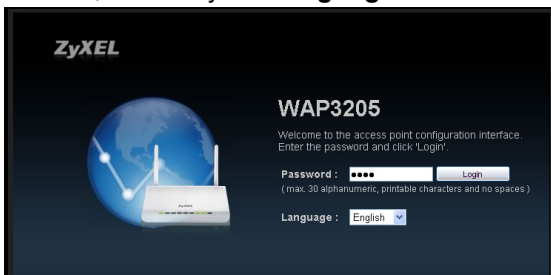 ZyXEL
WAP3205
Welcome to the access point configuration interface.
Enter the password and click 'Login'.
Password : •••• Login
( max. 30 alphanumeric, printable characters and no spaces )
Language : English